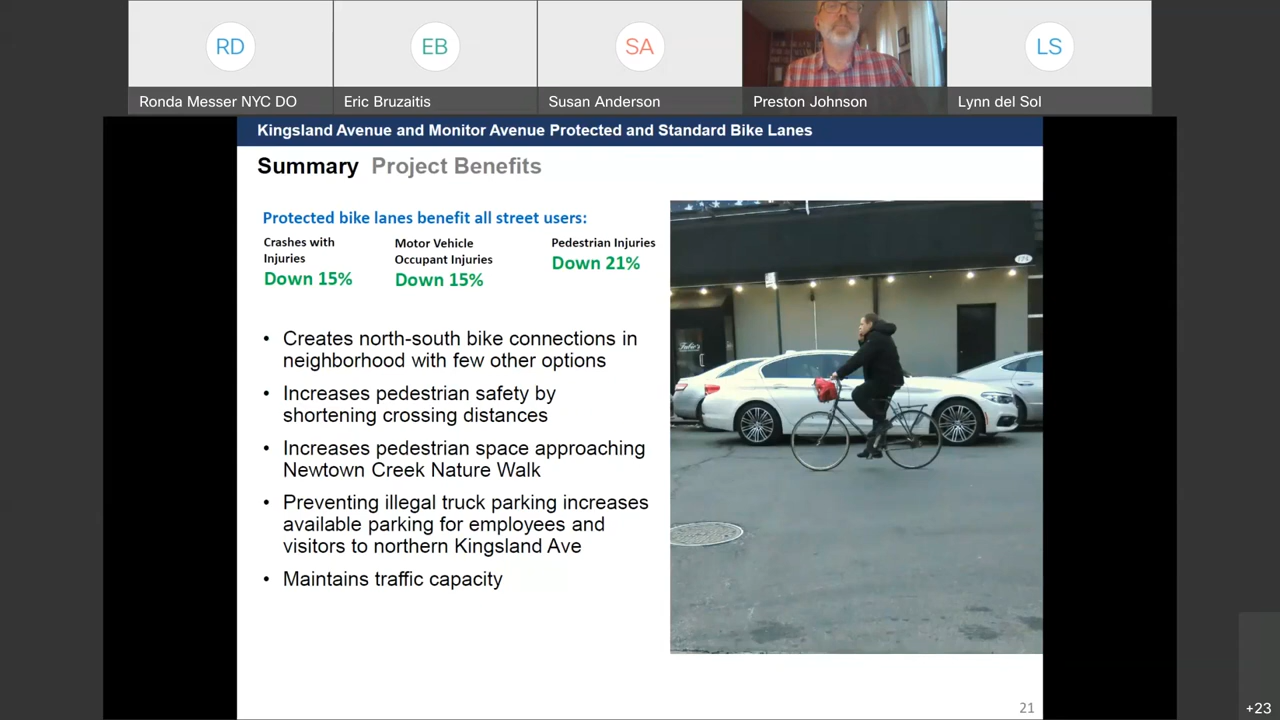 RD
EB
SA
LS
Ronda Messer NYC DO
Eric Bruzaitis
Susan Anderson
Preston Johnson
Lynn del Sol
Kingsland Avenue and Monitor Avenue Protected and Standard Bike Lanes
Summary Project Benefits
Protected bike lanes benefit all street users:
Crashes with
Injuries
Down 15%
Motor Vehicle
Occupant Injuries
Down 15%
Pedestrian Injuries
Down 21%
• Creates north-south bike connections in
neighborhood with few other options
• Increases pedestrian safety by
shortening crossing distances
• Increases pedestrian space approaching
Newtown Creek Nature Walk
• Preventing illegal truck parking increases
available parking for employees and
visitors to northern Kingsland Ave
• Maintains traffic capacity
21
+23